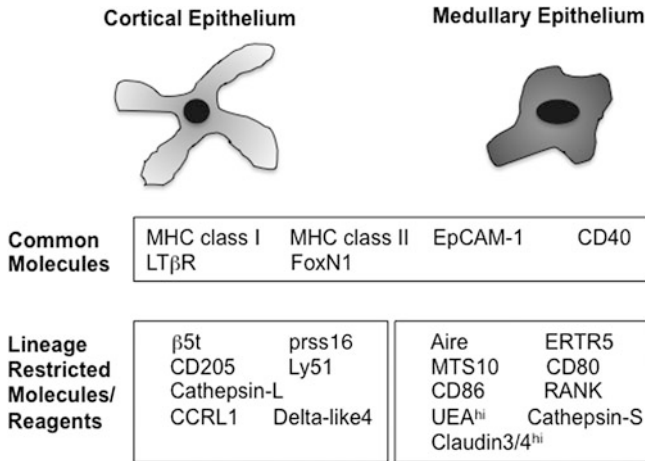 Cortical Epithelium Medullary Epithelium
Common Molecules
MHC class I MHC class II EpCAM-1 CD40
LTβR FoxN1
Lineage Restricted Molecules/ Reagents
β5t prss16
CD205 Ly51
Cathepsin-L
CCRL1 Delta-like4
Aire ERTR5
MTS10 CD80
CD86 RANK
UEAʰⁱ Cathepsin-S
Claudin3/4ʰⁱ